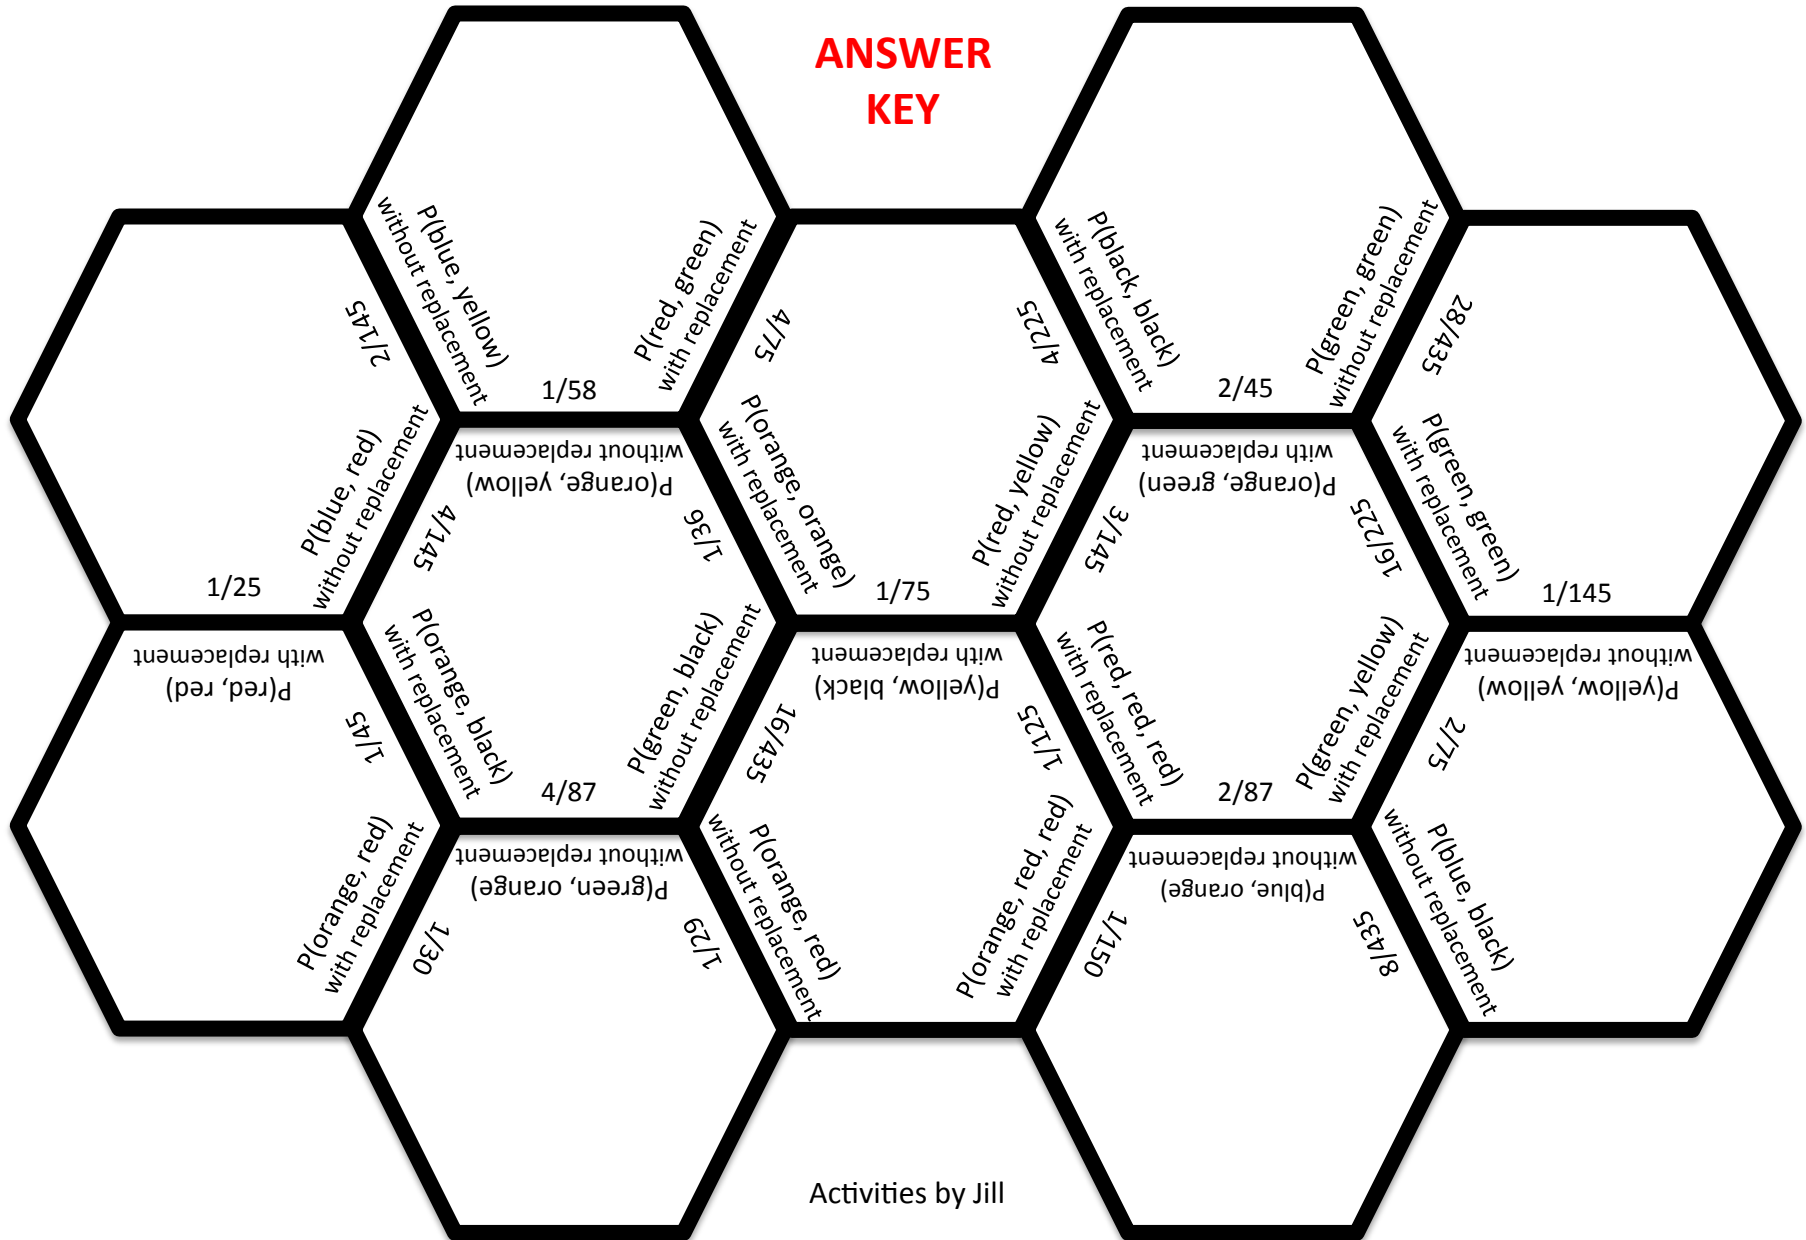 ANSWER
KEY
P(blue, yellow)
without replacement
2/145
P(red, green)
with replacement
4/75
P(black, black)
with replacement
4/225
P(green, green)
without replacement
28/435
1/58
P(orange, yellow)
without replacement
2/45
P(orange, green)
with replacement
P(blue, red)
without replacement
4/145
P(orange, orange)
with replacement
1/36
P(red, yellow)
without replacement
3/145
P(green, green)
with replacement
16/225
1/25
P(red, red)
with replacement
1/75
P(yellow, black)
with replacement
1/145
P(yellow, yellow)
without replacement
P(orange, black)
with replacement
1/45
P(green, black)
without replacement
16/435
P(red, red, red)
with replacement
1/125
P(green, yellow)
with replacement
2/75
4/87
P(green, orange)
without replacement
2/87
P(blue, orange)
without replacement
P(orange, red)
with replacement
1/30
P(orange, red)
without replacement
1/29
P(orange, red, red)
with replacement
1/150
P(blue, black)
without replacement
8/435
Activities by Jill